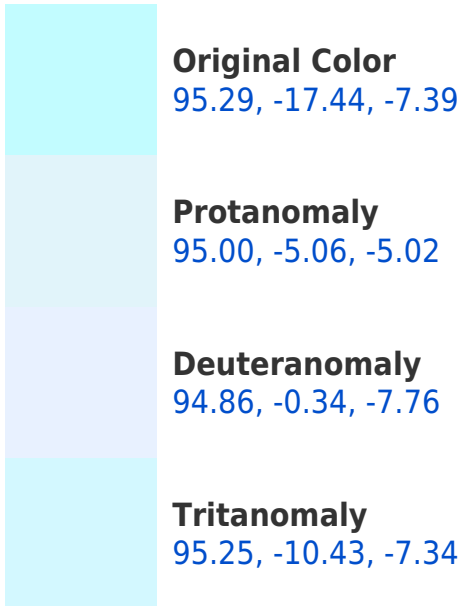 Original Color
95.29, -17.44, -7.39
Protanomaly
95.00, -5.06, -5.02
Deuteranomaly
94.86, -0.34, -7.76
Tritanomaly
95.25, -10.43, -7.34